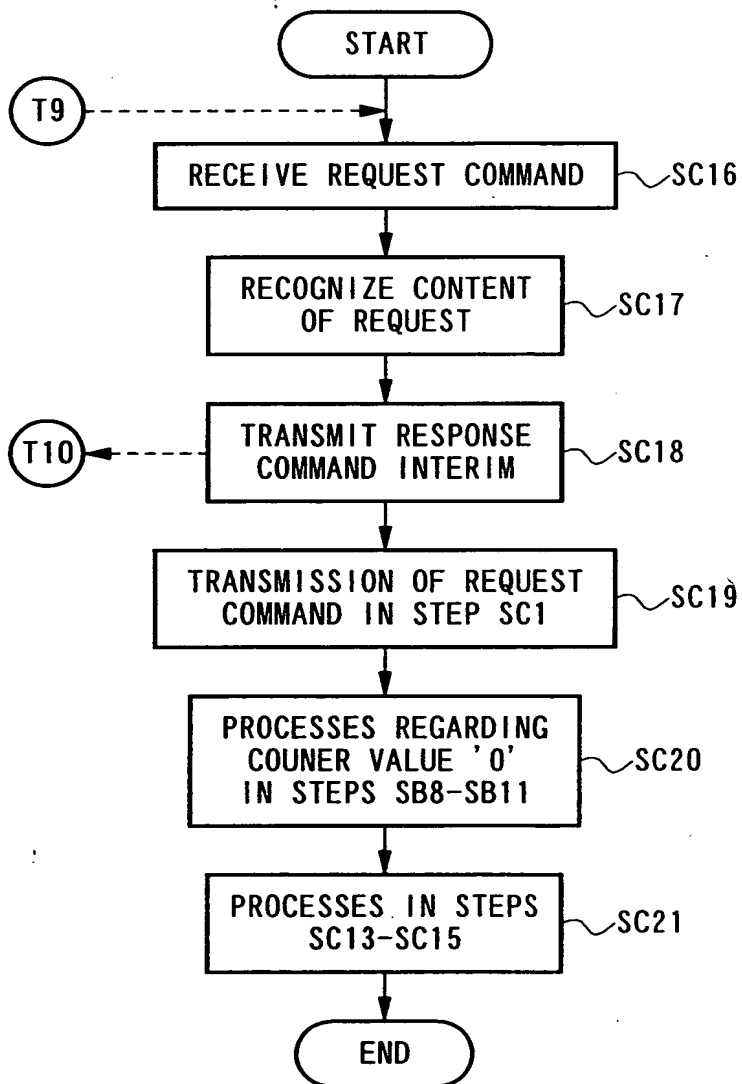 START
T9
RECEIVE REQUEST COMMAND
SC16
RECOGNIZE CONTENT
OF REQUEST
SC17
T10
TRANSMIT RESPONSE
COMMAND INTERIM
SC18
TRANSMISSION OF REQUEST
COMMAND IN STEP SC1
SC19
PROCESSES REGARDING
COUNER VALUE '0'
IN STEPS SB8-SB11
SC20
PROCESSES IN STEPS
SC13-SC15
SC21
END